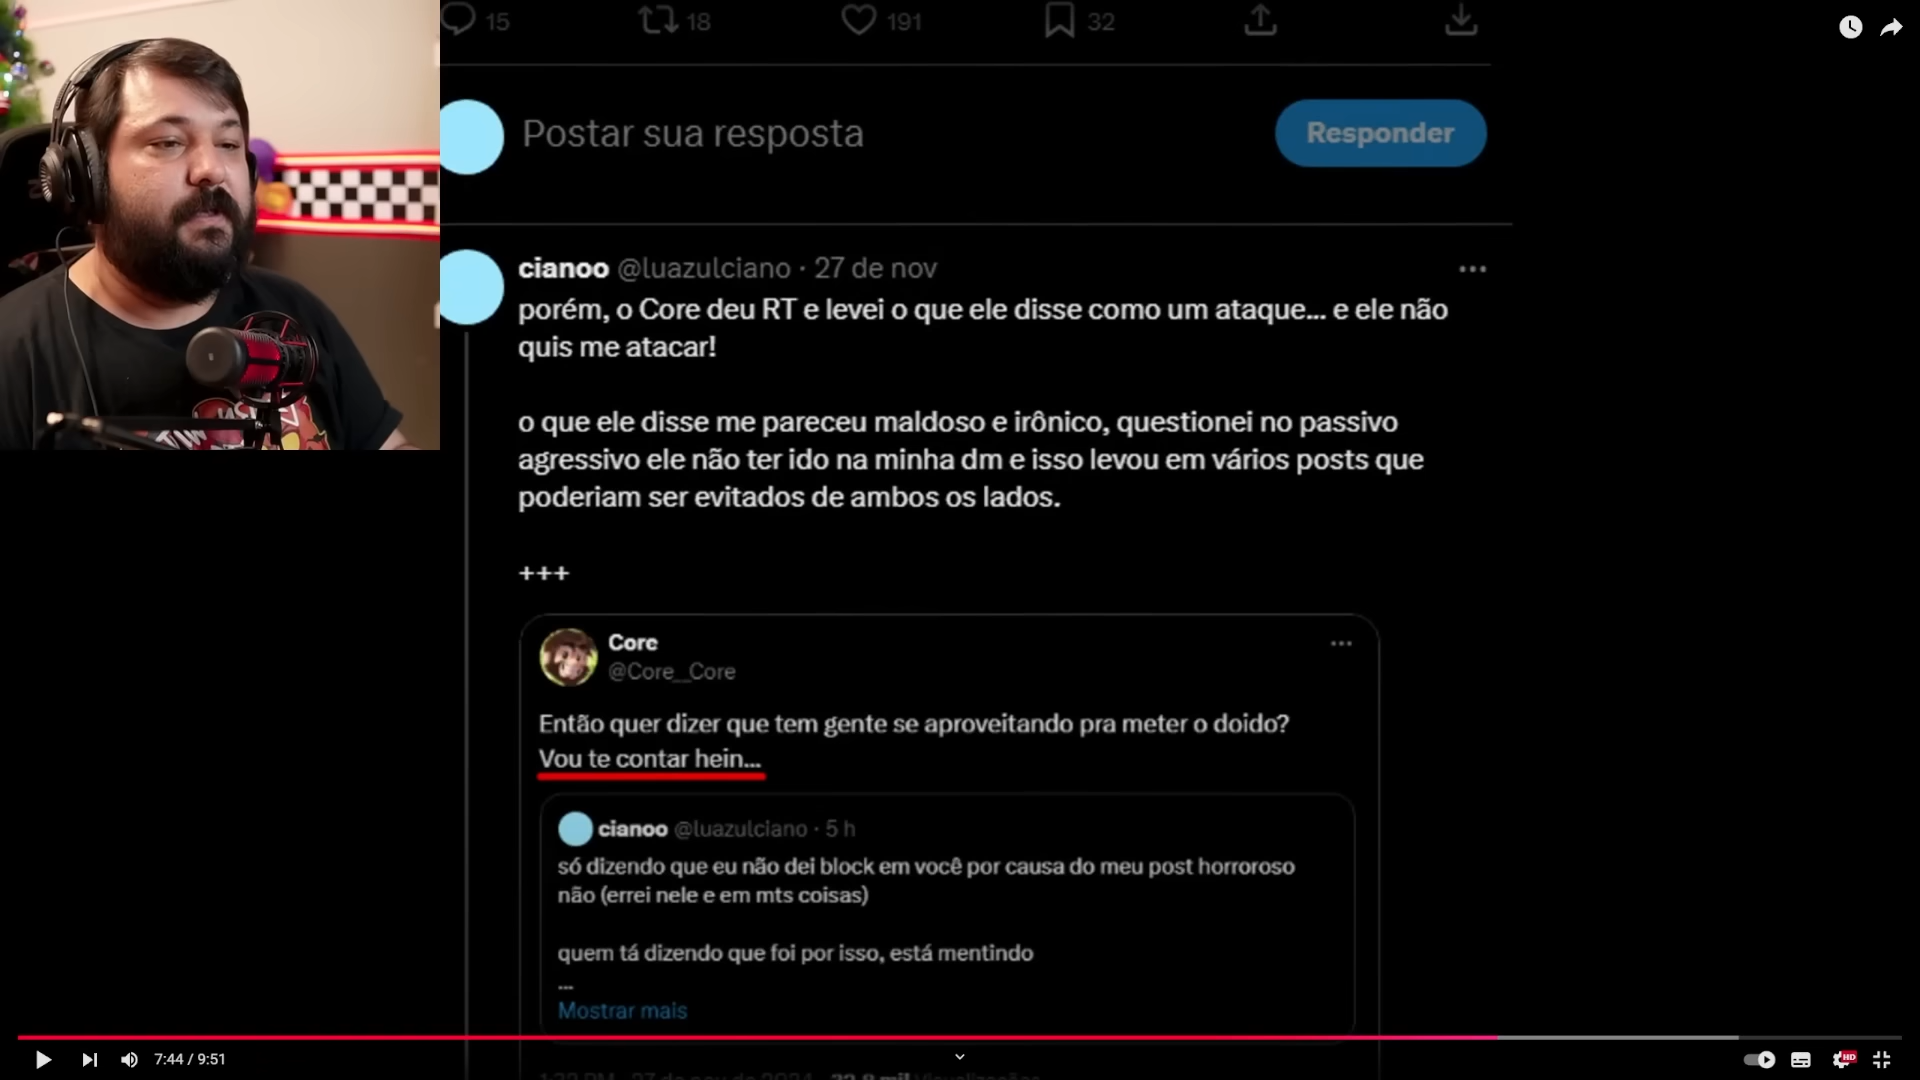 15 18 191 32
Postar sua resposta
Responder
cianoo @luazulciano · 27 de nov
porém, o Core deu RT e levei o que ele disse como um ataque... e ele não
quis me atacar!
o que ele disse me pareceu maldoso e irônico, questionei no passivo
agressivo ele não ter ido na minha dm e isso levou em vários posts que
poderiam ser evitados de ambos os lados.
+++
Core
@Core__Core
Então quer dizer que tem gente se aproveitando pra meter o doido?
Vou te contar hein...
cianoo @luazulciano · 5 h
só dizendo que eu não dei block em você por causa do meu post horroroso
não (errei nele e em mts coisas)
quem tá dizendo que foi por isso, está mentindo
...
Mostrar mais
7:44 / 9:51
HD